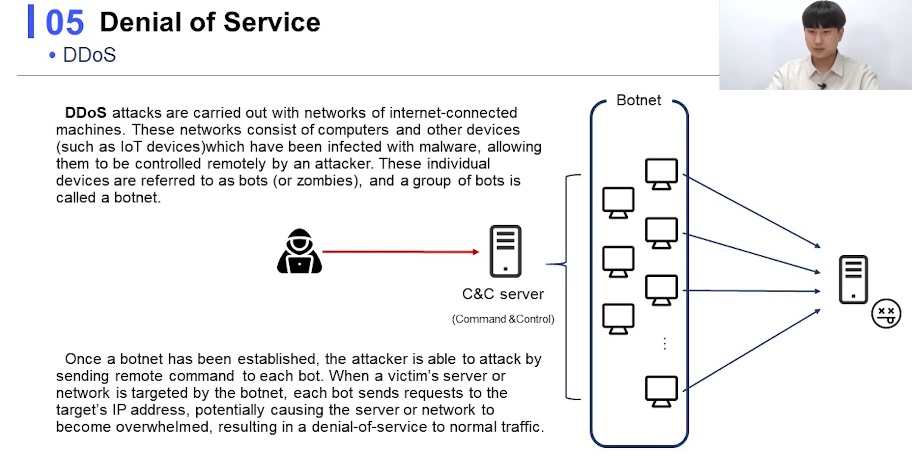 05 Denial of Service
• DDoS
DDoS attacks are carried out with networks of internet-connected
machines. These networks consist of computers and other devices
(such as IoT devices)which have been infected with malware, allowing
them to be controlled remotely by an attacker. These individual
devices are referred to as bots (or zombies), and a group of bots is
called a botnet.
Botnet
C&C server
(Command &Control)
⋮
Once a botnet has been established, the attacker is able to attack by
sending remote command to each bot. When a victim's server or
network is targeted by the botnet, each bot sends requests to the
target's IP address, potentially causing the server or network to
become overwhelmed, resulting in a denial-of-service to normal traffic.